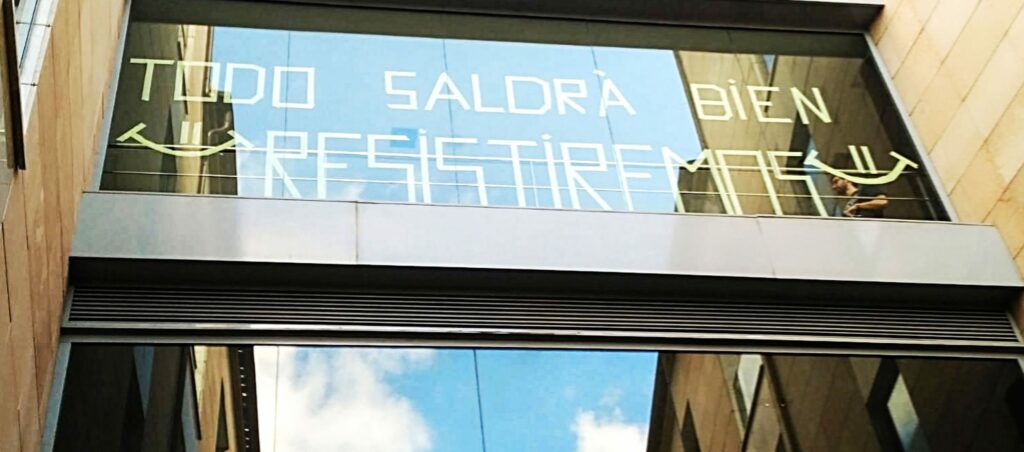 TODO SALDRÀ BiEN
RESiSTIREMOS